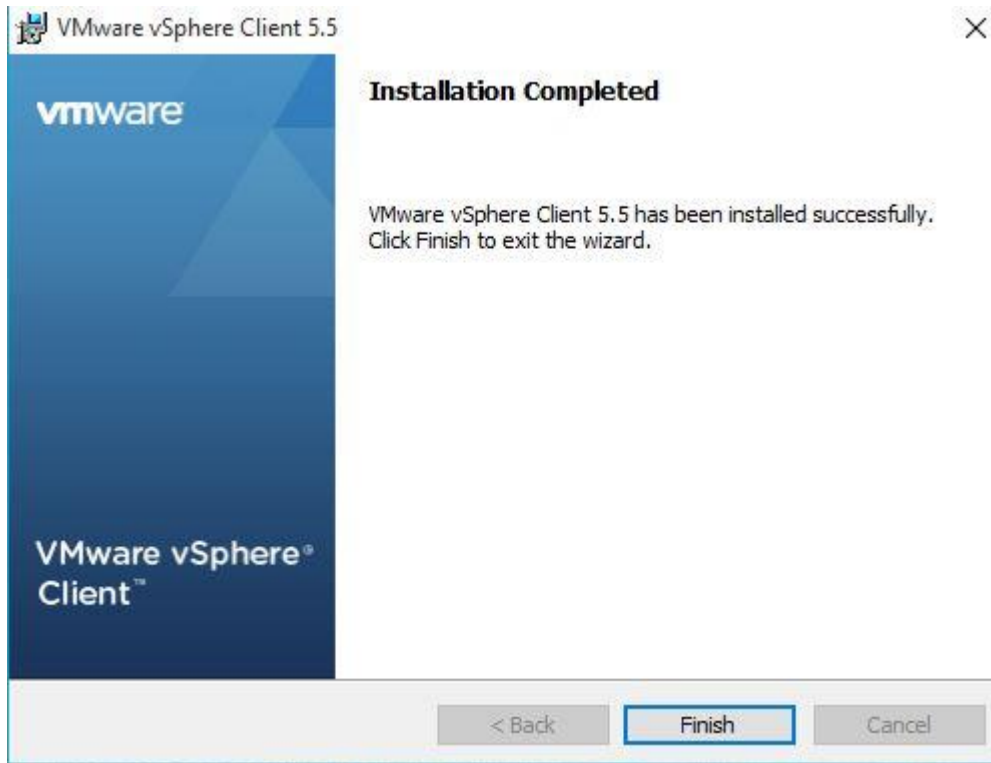 VMware vSphere Client 5.5
vmware
Installation Completed
VMware vSphere Client 5.5 has been installed successfully.
Click Finish to exit the wizard.
VMware vSphere®
Client™
< Back
Finish
Cancel